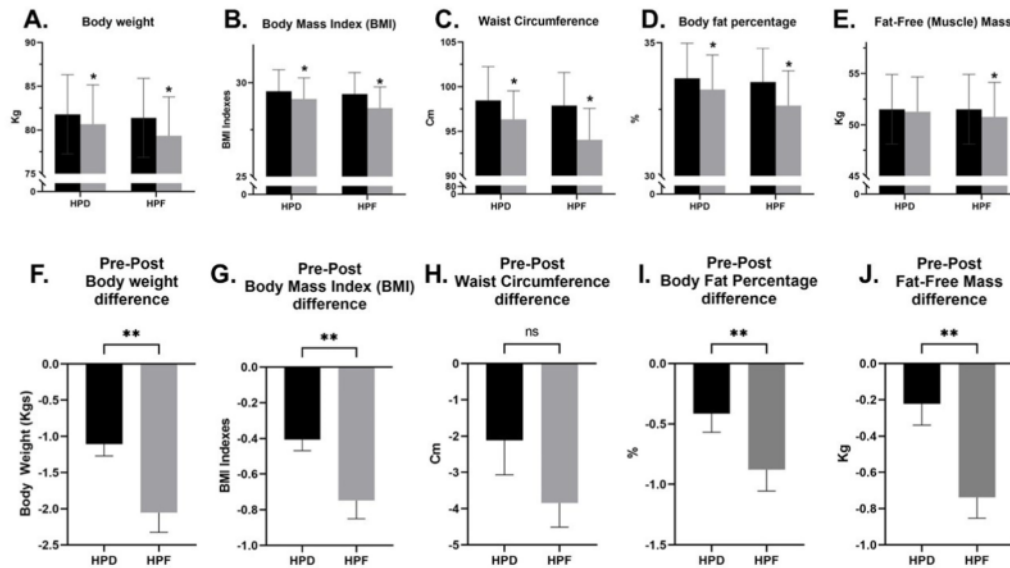 A. Body weight
Kg
90
85
80
75
0
HPD HPF
* *
B. Body Mass Index (BMI)
BMI Indexes
30
25
0
HPD HPF
* *
C. Waist Circumference
Cm
105
100
95
90
80
0
HPD HPF
* *
D. Body fat percentage
%
35
30
0
HPD HPF
* *
E. Fat-Free (Muscle) Mass
Kg
55
50
45
0
HPD HPF
*
F. Pre-Post
Body weight
difference
**
Body Weight (Kgs)
0.0
-0.5
-1.0
-1.5
-2.0
-2.5
HPD HPF
G. Pre-Post
Body Mass Index (BMI)
difference
**
BMI Indexes
0.0
-0.2
-0.4
-0.6
-0.8
-1.0
HPD HPF
H. Pre-Post
Waist Circumference
difference
ns
Cm
0
-1
-2
-3
-4
-5
HPD HPF
I. Pre-Post
Body Fat Percentage
difference
**
%
0.0
-0.5
-1.0
-1.5
HPD HPF
J. Pre-Post
Fat-Free Mass
difference
**
Kg
0.0
-0.2
-0.4
-0.6
-0.8
-1.0
HPD HPF